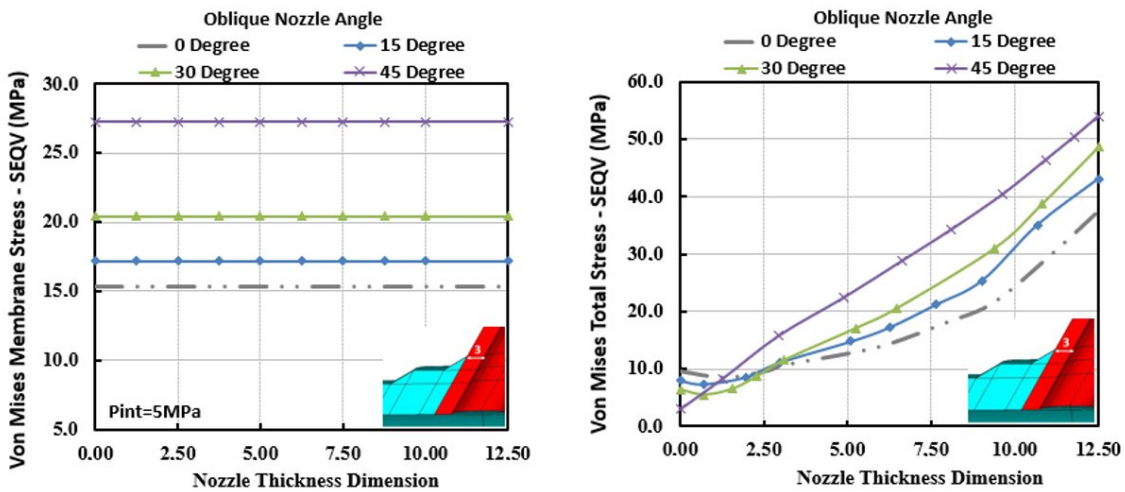 Oblique Nozzle Angle
0 Degree 15 Degree
30 Degree 45 Degree
Von Mises Membrane Stress - SEQV (MPa)
30.0
25.0
20.0
15.0
10.0
5.0
3
Pint=5MPa
0.00 2.50 5.00 7.50 10.00 12.50
Nozzle Thickness Dimension
Oblique Nozzle Angle
0 Degree 15 Degree
30 Degree 45 Degree
Von Mises Total Stress - SEQV (MPa)
60.0
50.0
40.0
30.0
20.0
10.0
0.0
3
0.00 2.50 5.00 7.50 10.00 12.50
Nozzle Thickness Dimension